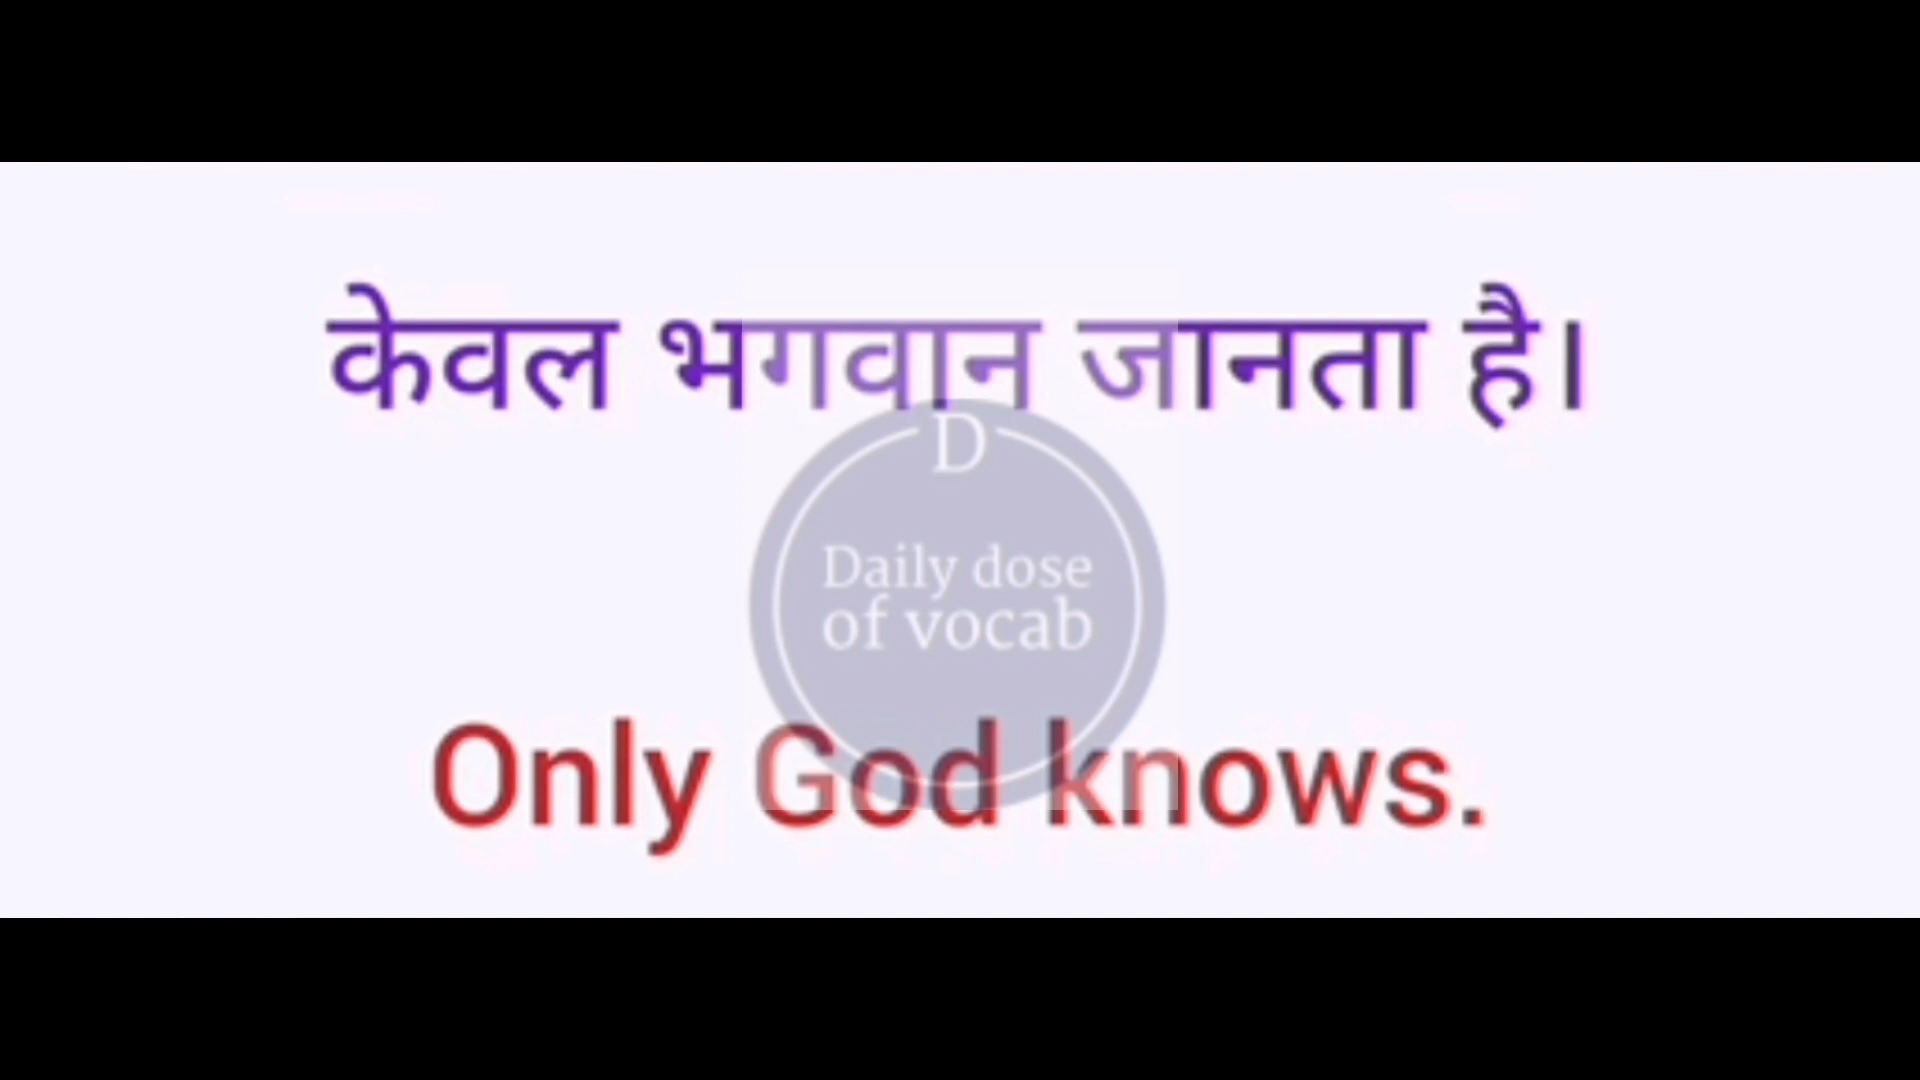 केवल भगवान जानता है।
D
Daily dose
of vocab
Only God knows.